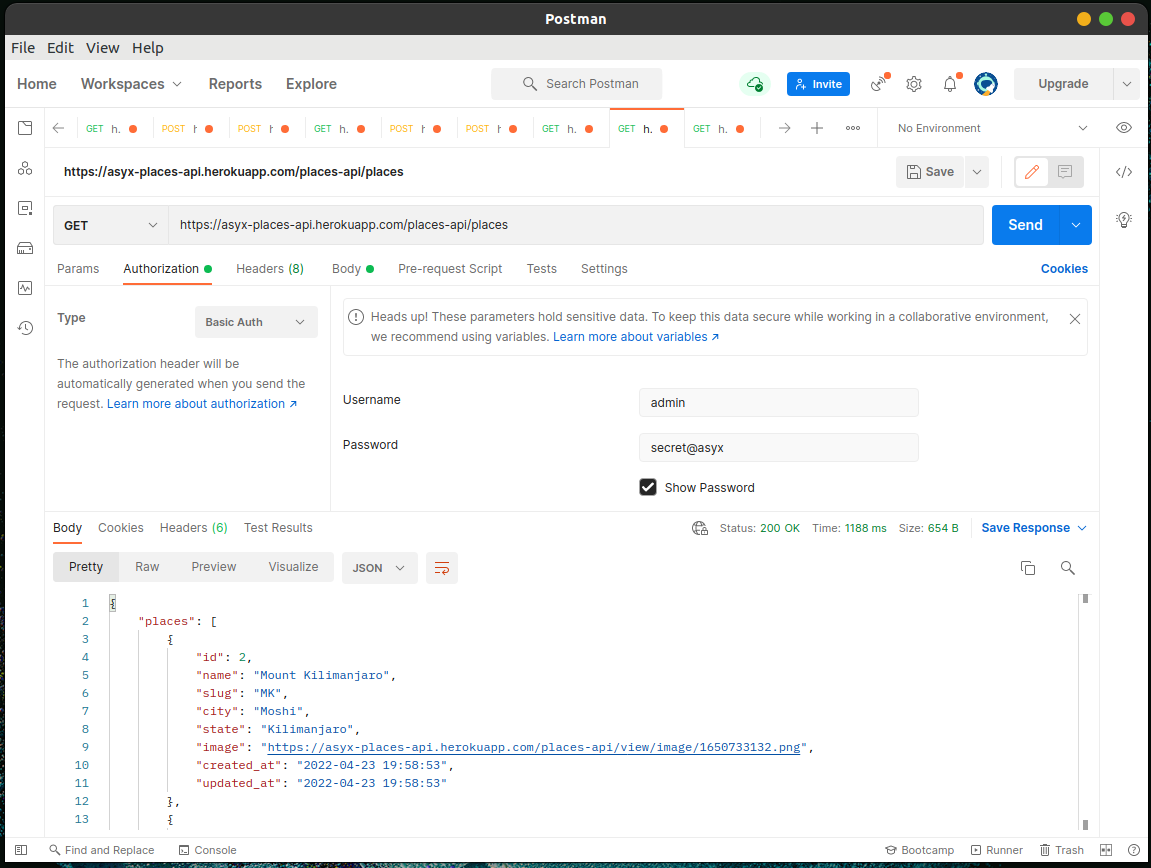 Postman
File Edit View Help
Home Workspaces Reports Explore Search Postman Invite Upgrade
GET h. POST h POST h GET h. POST h POST h GET h. GET h. GET h. No Environment
https://asyx-places-api.herokuapp.com/places-api/places Save
GET https://asyx-places-api.herokuapp.com/places-api/places Send
Params Authorization Headers (8) Body Pre-request Script Tests Settings Cookies
Type Basic Auth
The authorization header will be
automatically generated when you send the
request. Learn more about authorization ↗
Heads up! These parameters hold sensitive data. To keep this data secure while working in a collaborative environment,
we recommend using variables. Learn more about variables ↗
Username admin
Password secret@asyx
Show Password
Body Cookies Headers (6) Test Results Status: 200 OK Time: 1188 ms Size: 654 B Save Response
Pretty Raw Preview Visualize JSON
1 {
2 "places": [
3 {
4 "id": 2,
5 "name": "Mount Kilimanjaro",
6 "slug": "MK",
7 "city": "Moshi",
8 "state": "Kilimanjaro",
9 "image": "https://asyx-places-api.herokuapp.com/places-api/view/image/1650733132.png",
10 "created_at": "2022-04-23 19:58:53",
11 "updated_at": "2022-04-23 19:58:53"
12 },
13 {
Find and Replace Console Bootcamp Runner Trash